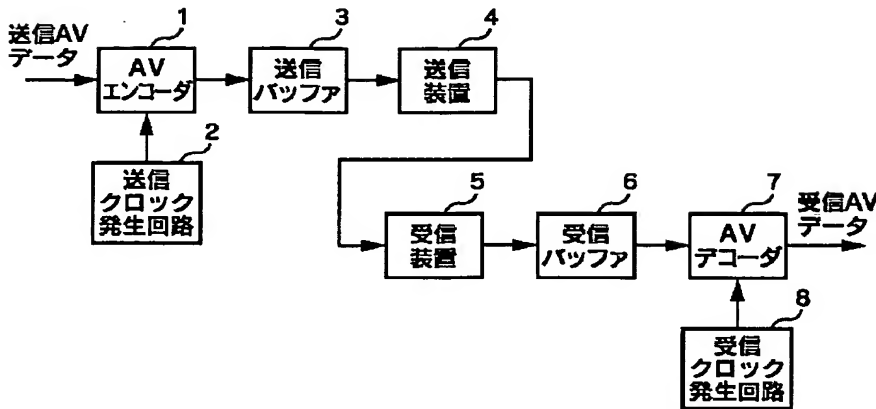 送信AV
データ
1
AV
エンコーダ
3
送信
バッファ
4
送信
装置
2
送信
クロック
発生回路
5
受信
装置
6
受信
バッファ
7
AV
デコーダ
受信AV
データ
8
受信
クロック
発生回路